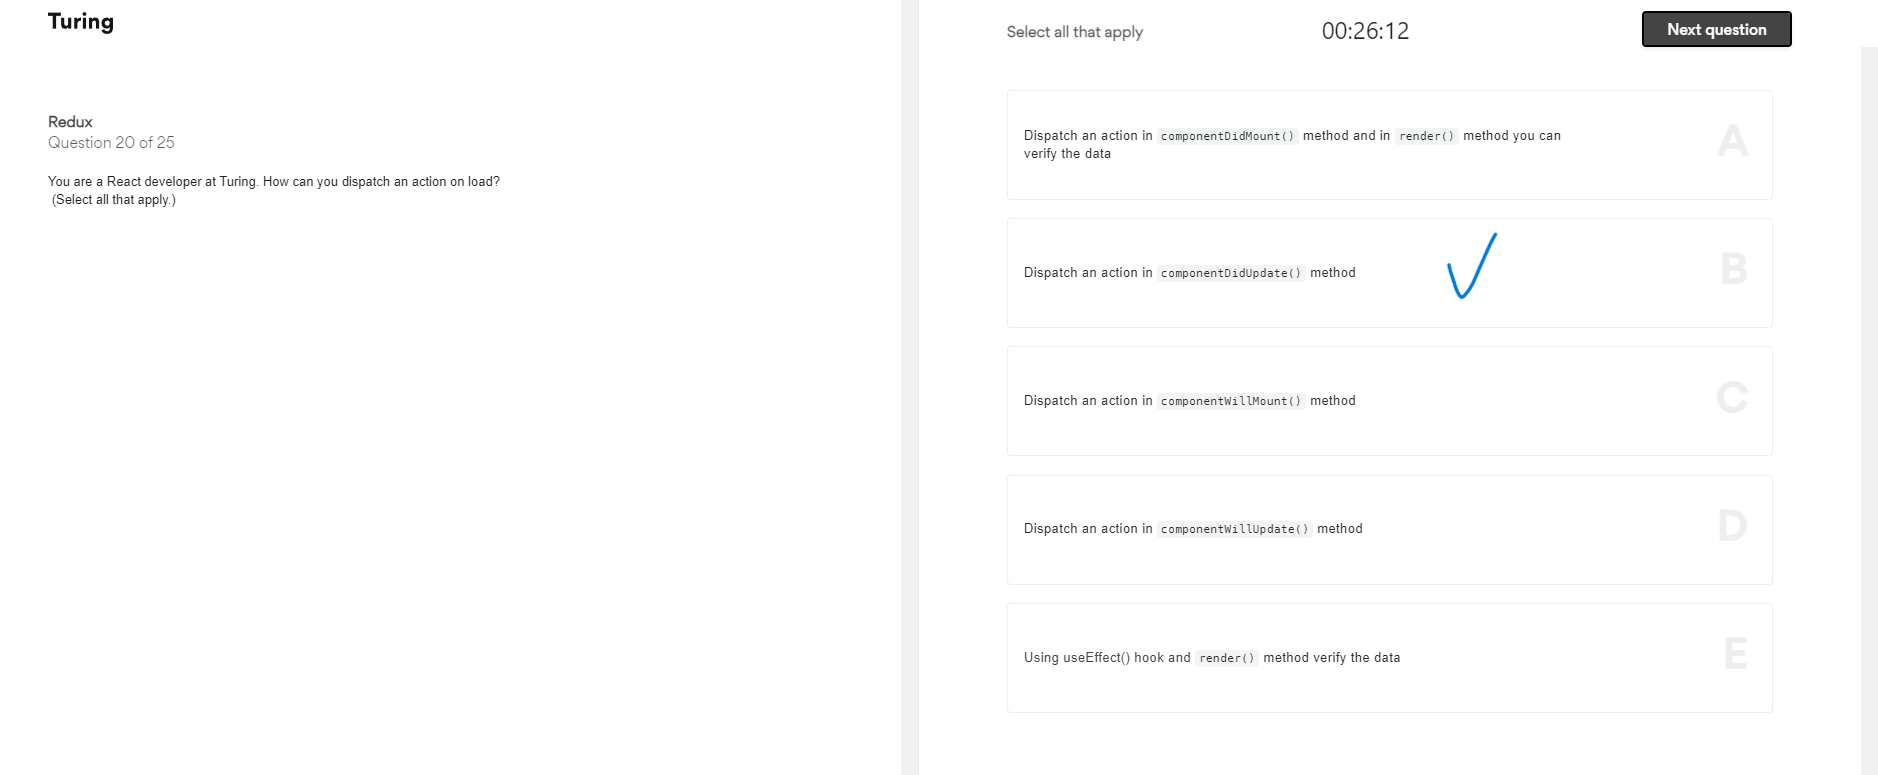 Turing
Select all that apply
00:26:12
Next question
Redux
Question 20 of 25
You are a React developer at Turing. How can you dispatch an action on load?
(Select all that apply.)
Dispatch an action in componentDidMount() method and in render() method you can
verify the data
A
Dispatch an action in componentDidUpdate() method
B
Dispatch an action in componentWillMount() method
C
Dispatch an action in componentWillUpdate() method
D
Using useEffect() hook and render() method verify the data
E